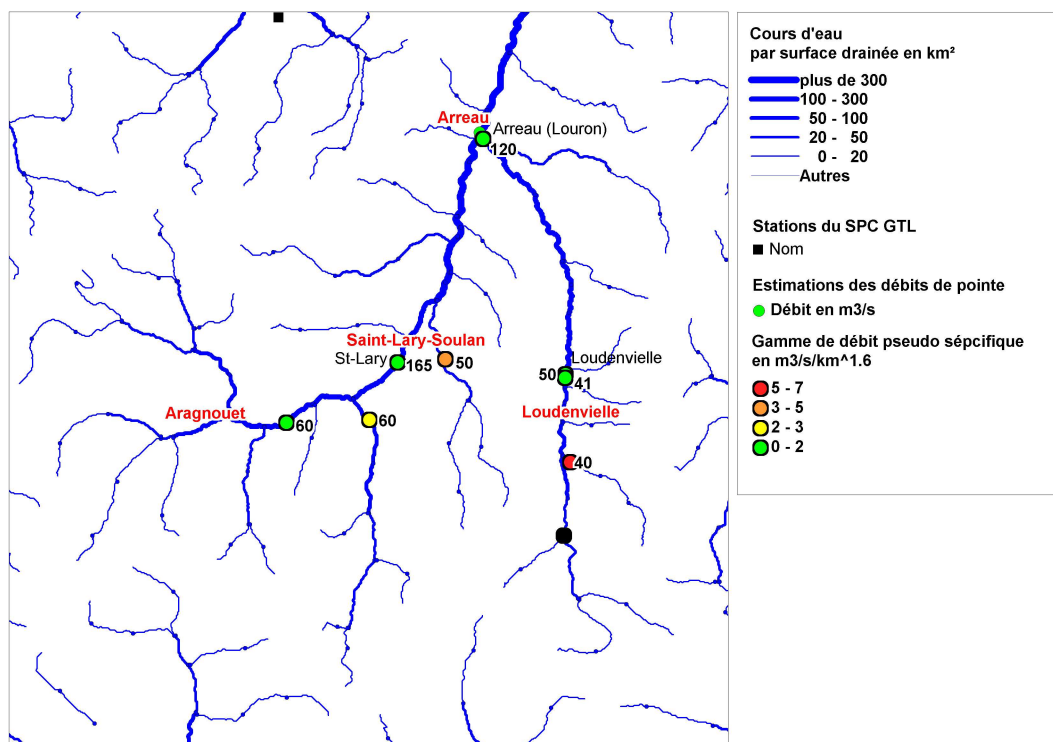 Arreau
Arreau (Louron)
120
Saint-Lary-Soulan
St-Lary
165
50
Loudenvielle
50
41
Aragnouet
60
60
Loudenvielle
40
Cours d'eau
par surface drainée en km²
plus de 300
100 - 300
50 - 100
20 - 50
0 - 20
Autres
Stations du SPC GTL
Nom
Estimations des débits de pointe
Débit en m3/s
Gamme de débit pseudo sépcifique
en m3/s/km^1.6
5 - 7
3 - 5
2 - 3
0 - 2